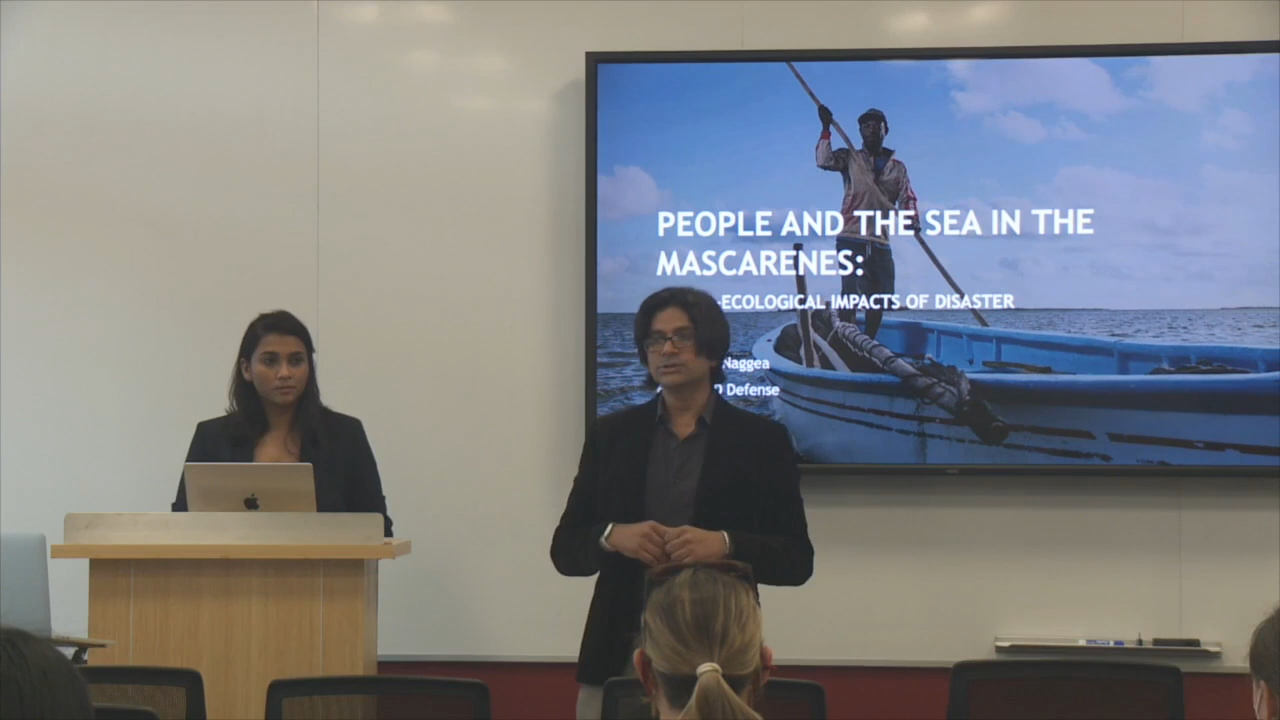 PEOPLE AND THE SEA IN THE
MASCARENES:
-ECOLOGICAL IMPACTS OF DISASTER
Naggea
D Defense